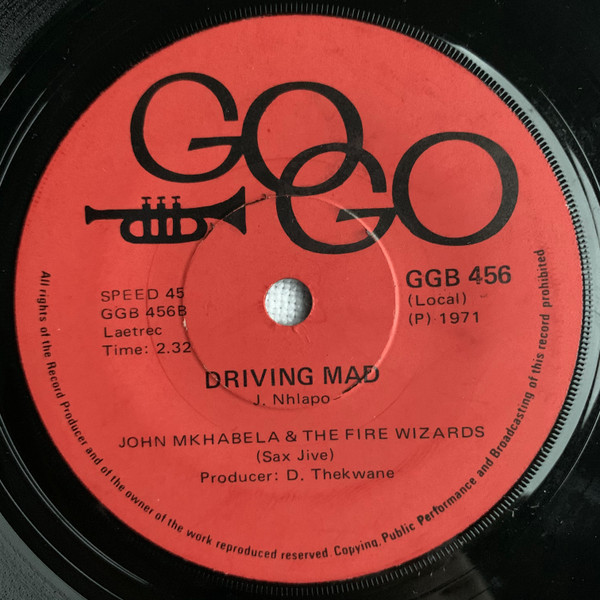 GO GO
SPEED 45
GGB 456B
Laetrec
Time: 2.32
GGB 456
(Local)
(P) 1971
DRIVING MAD
J. Nhlapo
JOHN MKHABELA & THE FIRE WIZARDS
(Sax Jive)
Producer: D. Thekwane
All rights of the Record Producer and of the owner of the work reproduced reserved. Copying, Public Performance and Broadcasting of this record prohibited